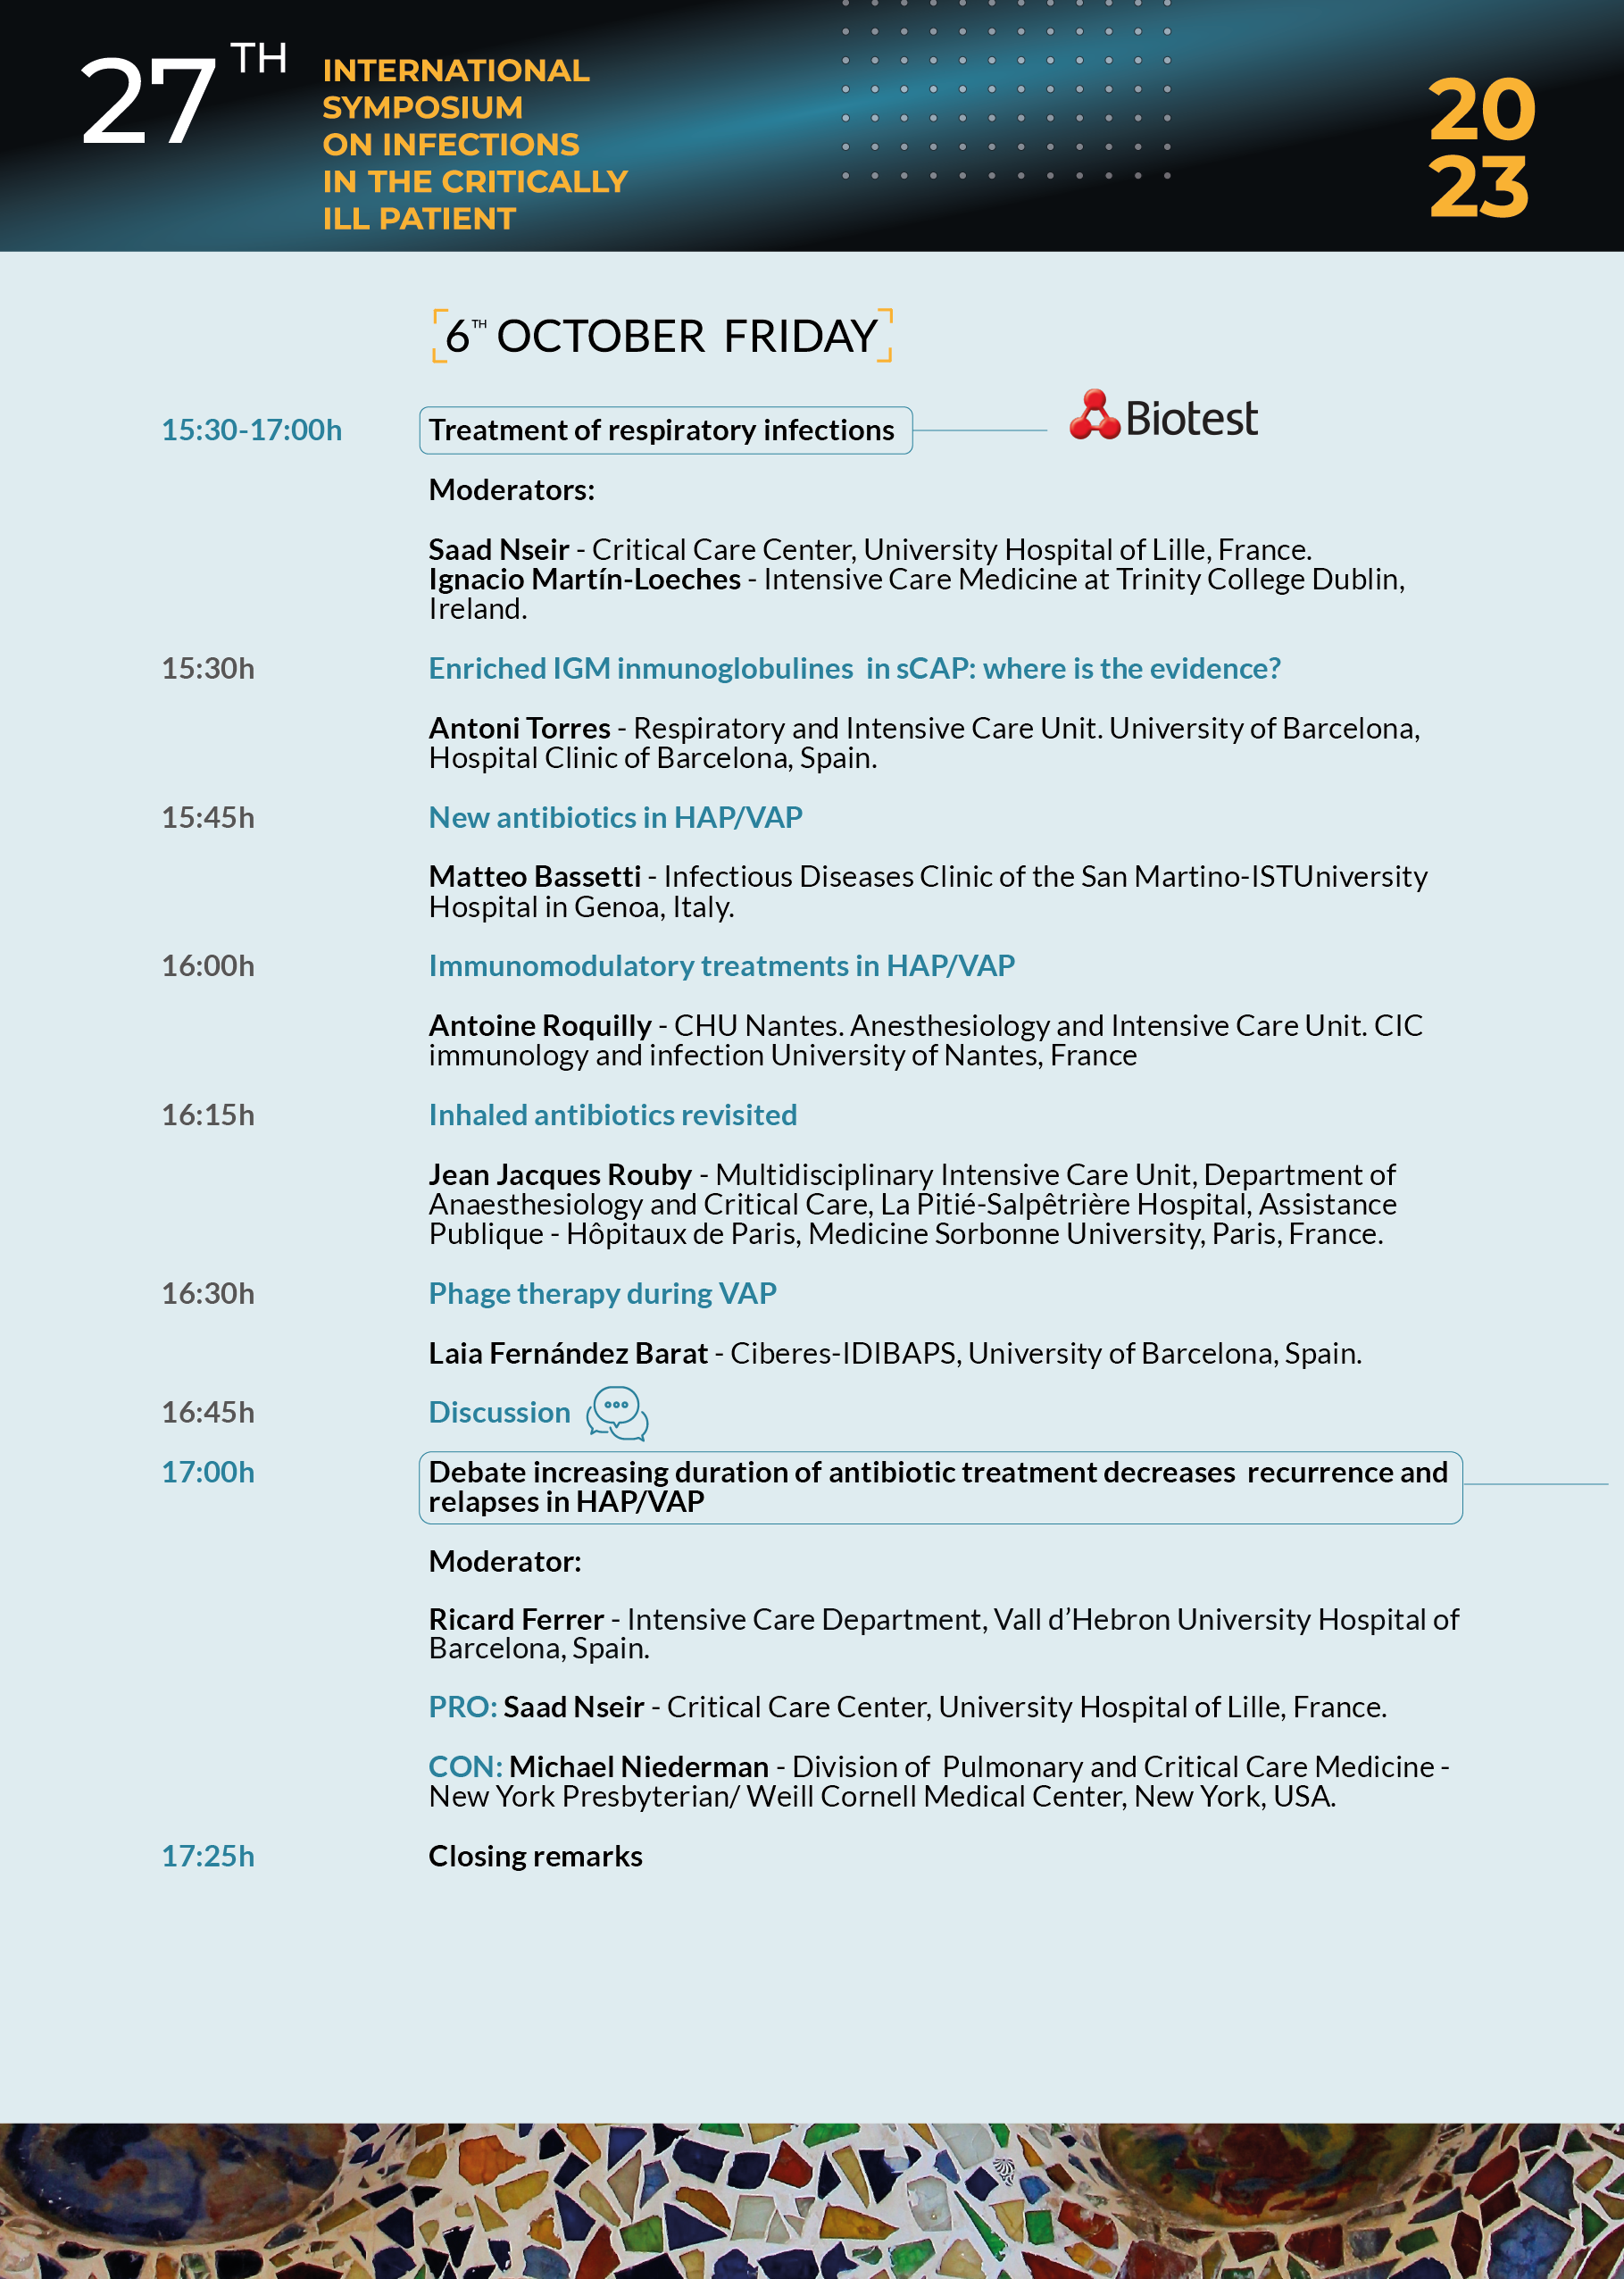 27TH
INTERNATIONAL
SYMPOSIUM
ON INFECTIONS
IN THE CRITICALLY
ILL PATIENT
20
23
6TH OCTOBER FRIDAY
15:30-17:00h
Treatment of respiratory infections
Biotest
Moderators:
Saad Nseir - Critical Care Center, University Hospital of Lille, France.
Ignacio Martín-Loeches - Intensive Care Medicine at Trinity College Dublin,
Ireland.
15:30h
Enriched IGM inmunoglobulines in sCAP: where is the evidence?
Antoni Torres - Respiratory and Intensive Care Unit. University of Barcelona,
Hospital Clinic of Barcelona, Spain.
15:45h
New antibiotics in HAP/VAP
Matteo Bassetti - Infectious Diseases Clinic of the San Martino-ISTUniversity
Hospital in Genoa, Italy.
16:00h
Immunomodulatory treatments in HAP/VAP
Antoine Roquilly - CHU Nantes. Anesthesiology and Intensive Care Unit. CIC
immunology and infection University of Nantes, France
16:15h
Inhaled antibiotics revisited
Jean Jacques Rouby - Multidisciplinary Intensive Care Unit, Department of
Anaesthesiology and Critical Care, La Pitié-Salpêtrière Hospital, Assistance
Publique - Hôpitaux de Paris, Medicine Sorbonne University, Paris, France.
16:30h
Phage therapy during VAP
Laia Fernández Barat - Ciberes-IDIBAPS, University of Barcelona, Spain.
16:45h
Discussion
17:00h
Debate increasing duration of antibiotic treatment decreases recurrence and
relapses in HAP/VAP
Moderator:
Ricard Ferrer - Intensive Care Department, Vall d’Hebron University Hospital of
Barcelona, Spain.
PRO: Saad Nseir - Critical Care Center, University Hospital of Lille, France.
CON: Michael Niederman - Division of Pulmonary and Critical Care Medicine -
New York Presbyterian/ Weill Cornell Medical Center, New York, USA.
17:25h
Closing remarks